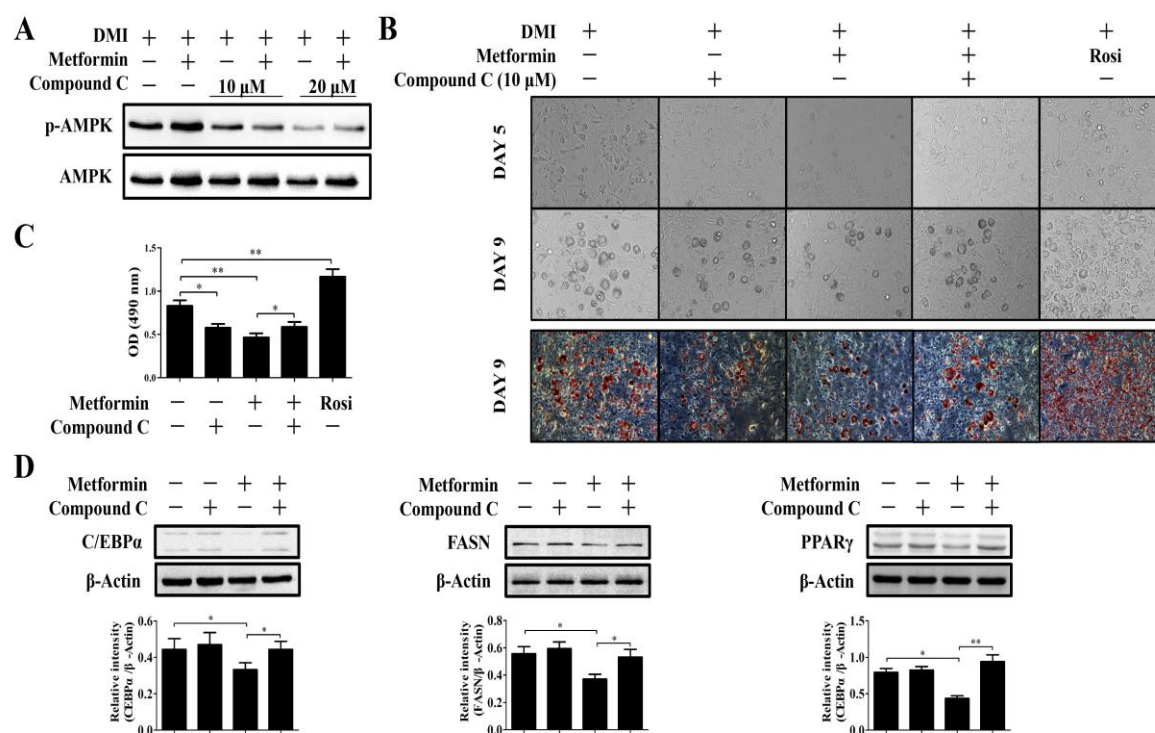 A
DMI + + + + + +
Metformin − + − + − +
Compound C − − 10 μM 20 μM
p-AMPK
AMPK
B
DMI + + + + +
Metformin − − + + Rosi
Compound C (10 μM) − + − + −
DAY 5
DAY 9
DAY 9
C
OD (490 nm)
1.5
1.0
0.5
0.0
**
**
*
*
Metformin − − + + Rosi
Compound C − + − + −
D
Metformin − − + +
Compound C − + − +
C/EBPα
β-Actin
Relative intensity
(CEBPα /β -Actin)
0.6
0.4
0.2
0.0
*
*
Metformin − − + +
Compound C − + − +
FASN
β-Actin
Relative intensity
(FASN/β -Actin)
0.8
0.6
0.4
0.2
0.0
*
*
Metformin − − + +
Compound C − + − +
PPARγ
β-Actin
Relative intensity
(CEBPα /β -Actin)
1.5
1.0
0.5
0.0
*
**